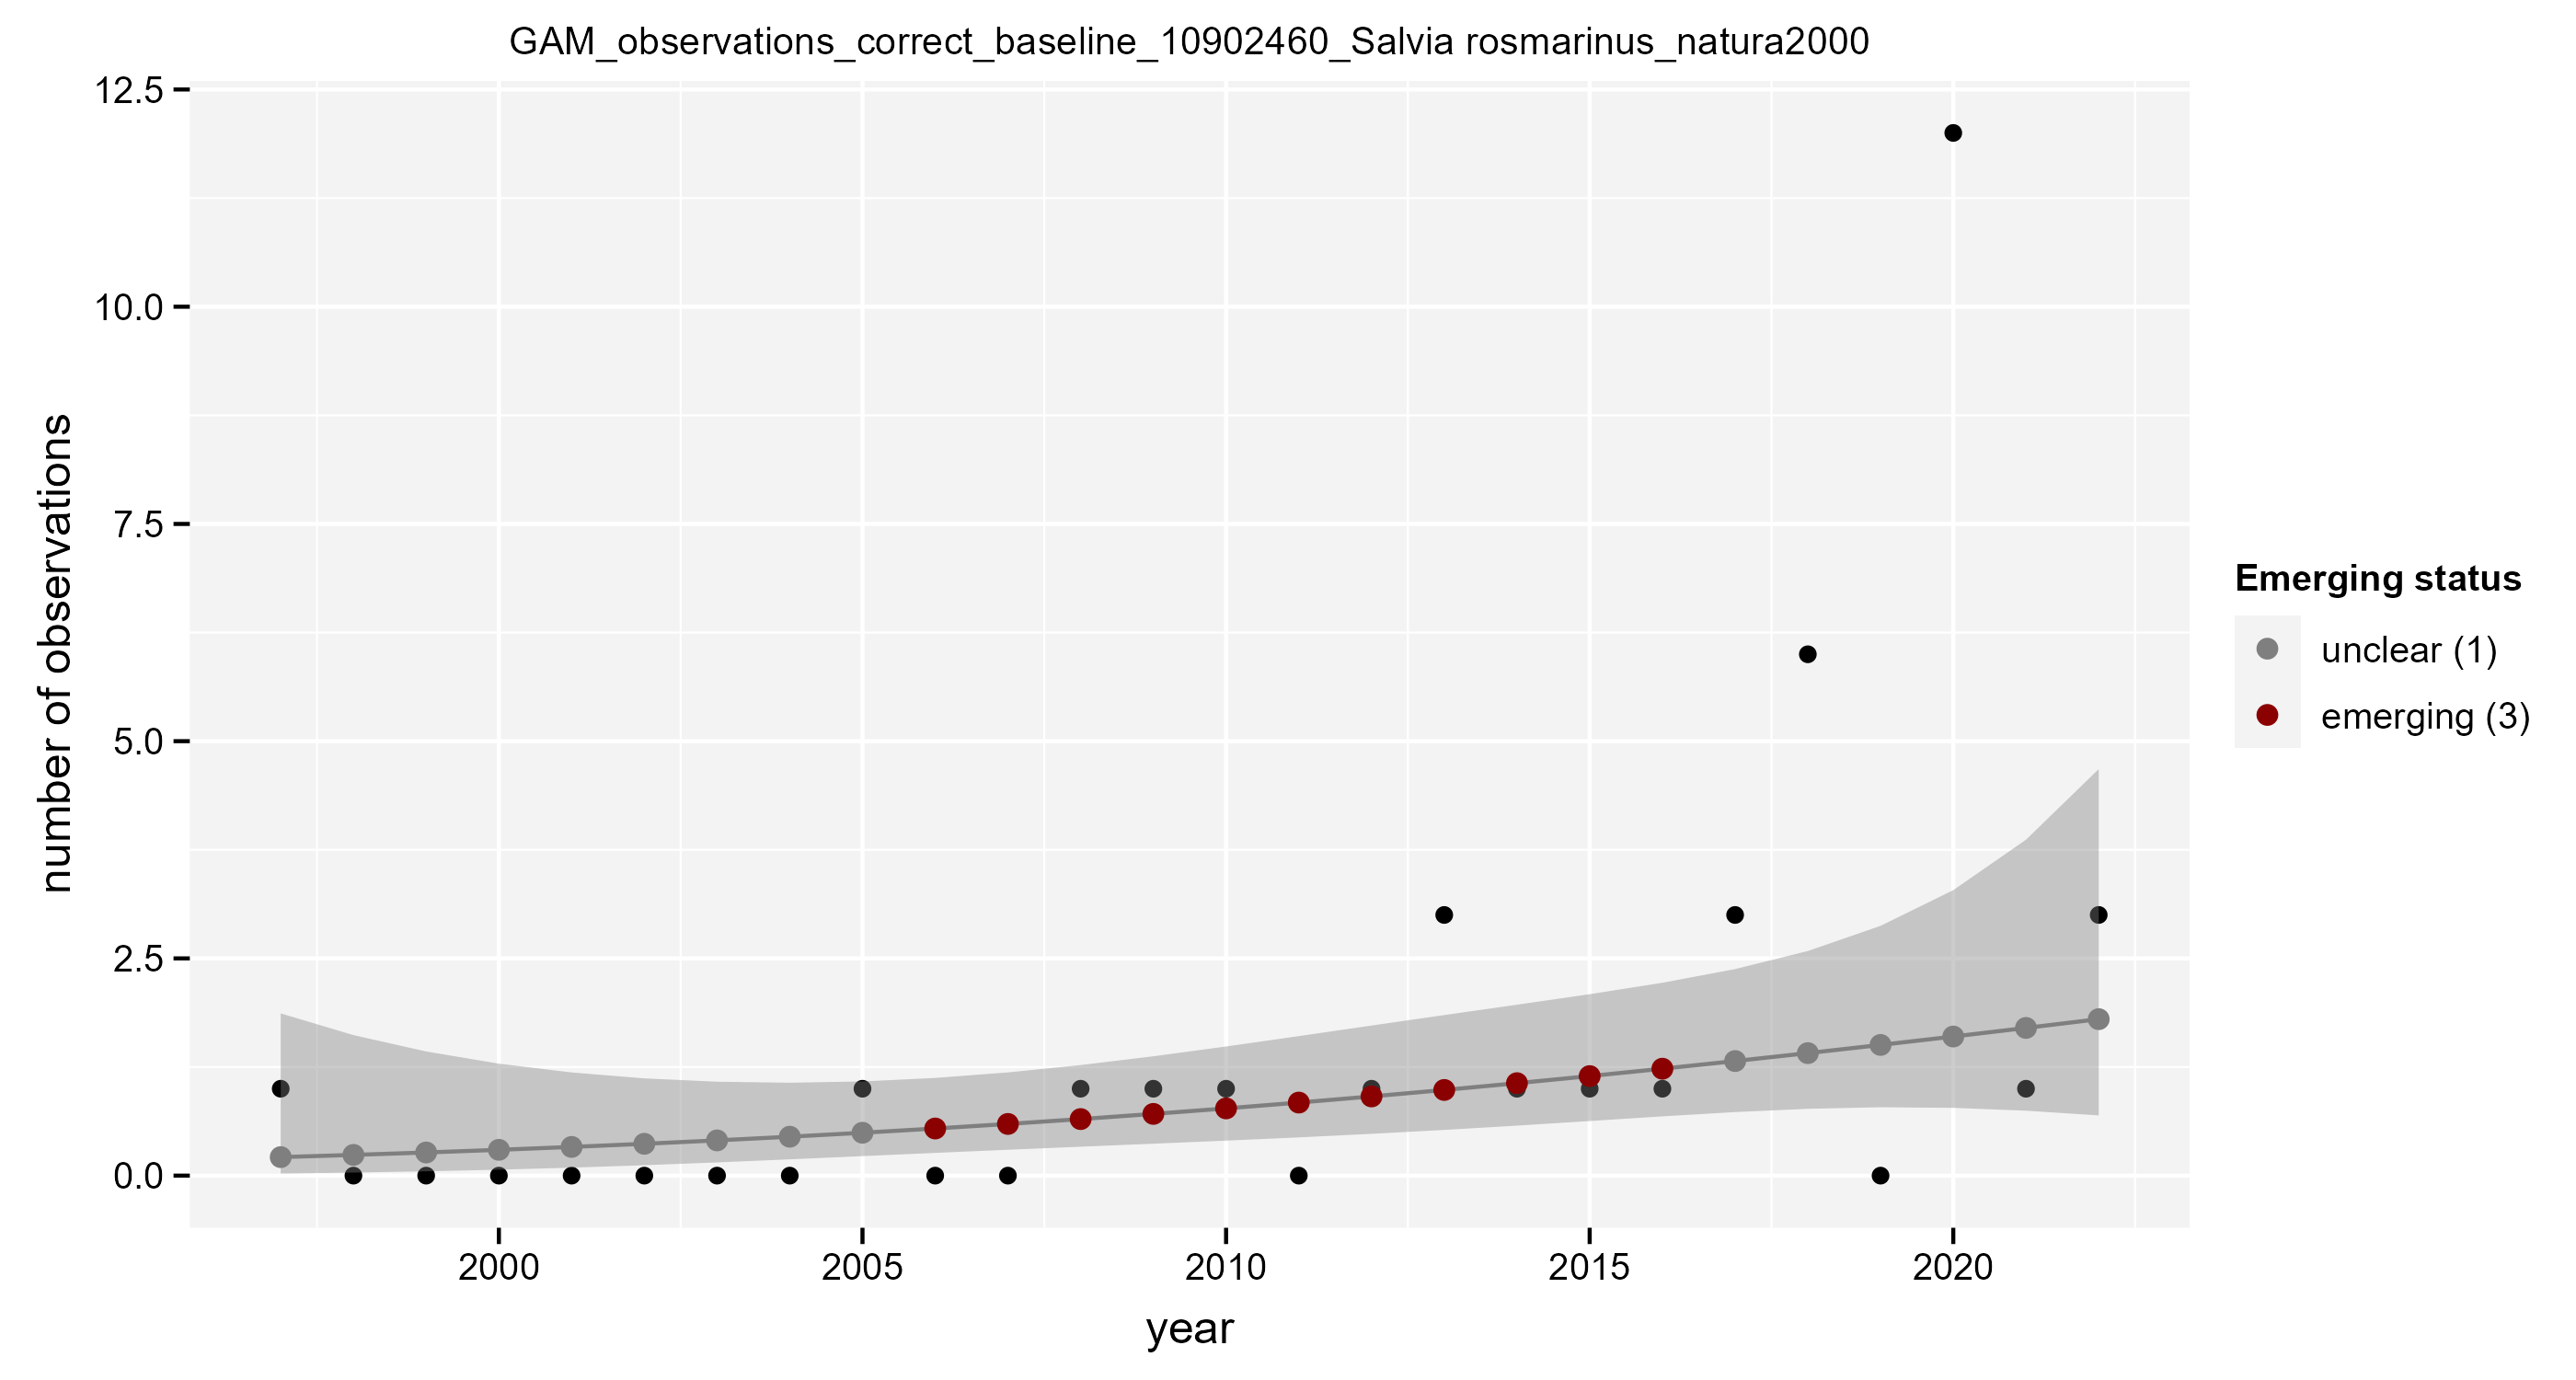 GAM_observations_correct_baseline_10902460_Salvia rosmarinus_natura2000
12.5
10.0
7.5
5.0
2.5
0.0
number of observations
2000
2005
2010
2015
2020
year
Emerging status
unclear (1)
emerging (3)